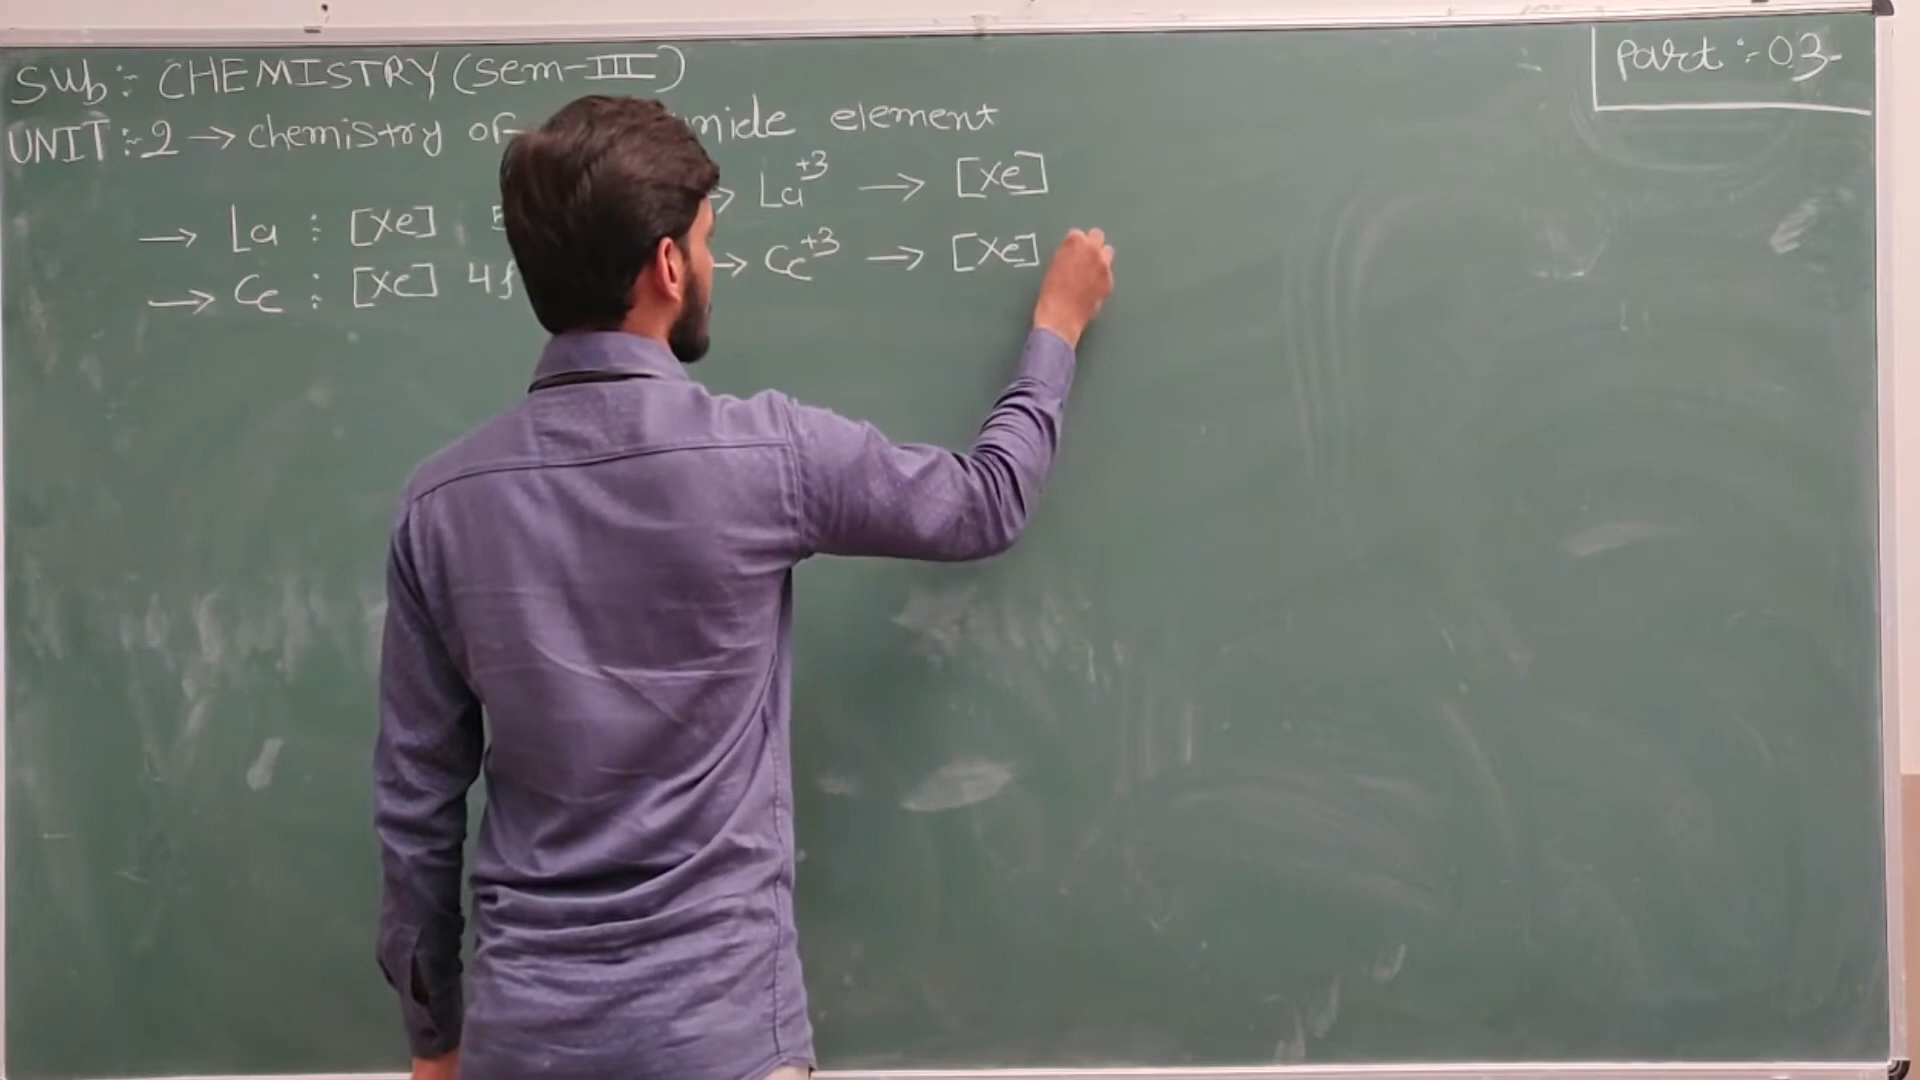 Sub:- CHEMISTRY (Sem-III)
Part :- 03
UNIT :- 2 → chemistry of element
→ La : [Xe] → La+3 → [Xe]
→ Ce : [Xe] 4f → Ce+3 → [Xe]